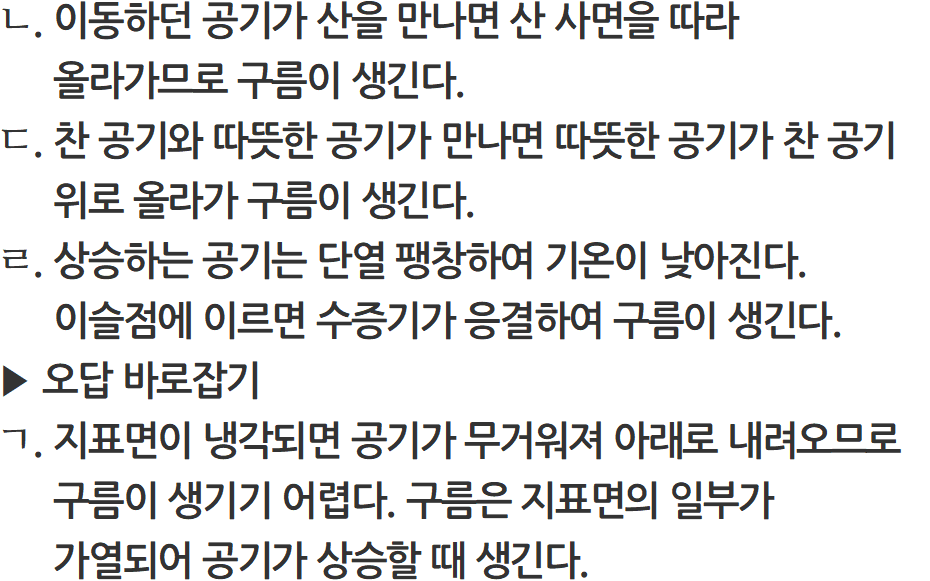 ㄴ. 이동하던 공기가 산을 만나면 산 사면을 따라
올라가므로 구름이 생긴다.
ㄷ. 찬 공기와 따뜻한 공기가 만나면 따뜻한 공기가 찬 공기
위로 올라가 구름이 생긴다.
ㄹ. 상승하는 공기는 단열 팽창하여 기온이 낮아진다.
이슬점에 이르면 수증기가 응결하여 구름이 생긴다.
▶ 오답 바로잡기
ㄱ. 지표면이 냉각되면 공기가 무거워져 아래로 내려오므로
구름이 생기기 어렵다. 구름은 지표면의 일부가
가열되어 공기가 상승할 때 생긴다.